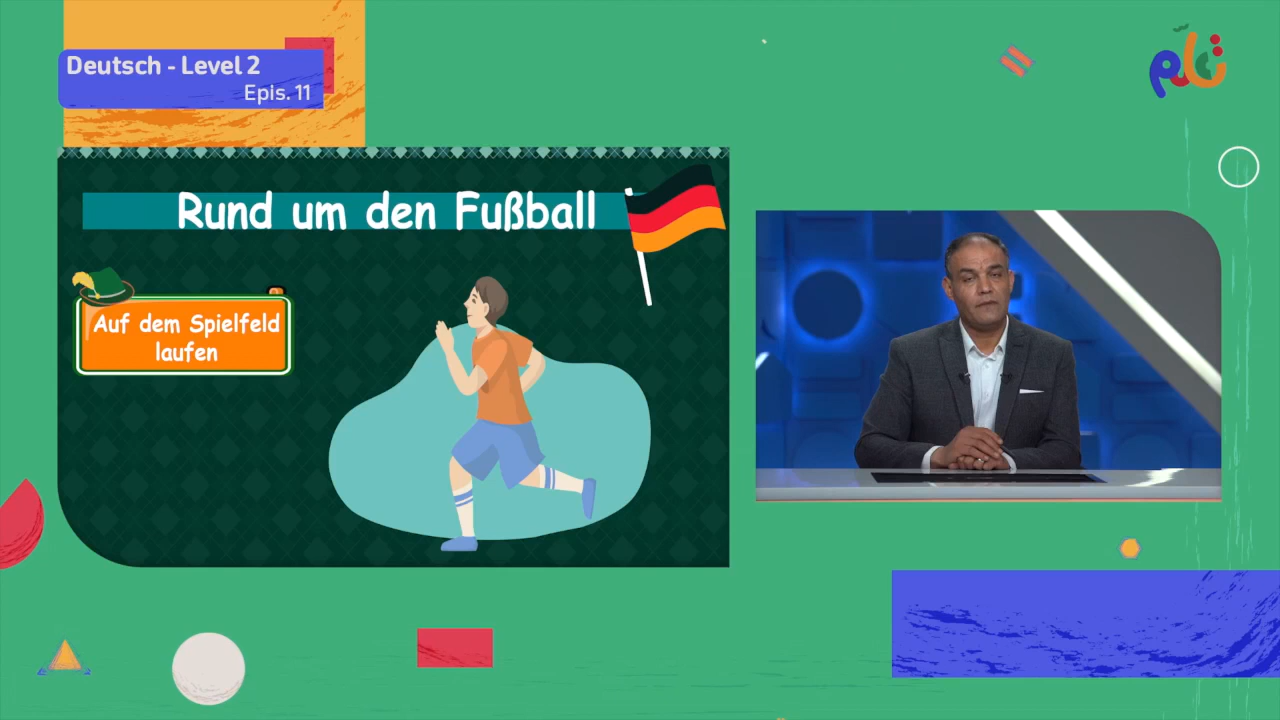 Deutsch - Level 2
Epis. 11
Rund um den Fußball
Auf dem Spielfeld
laufen